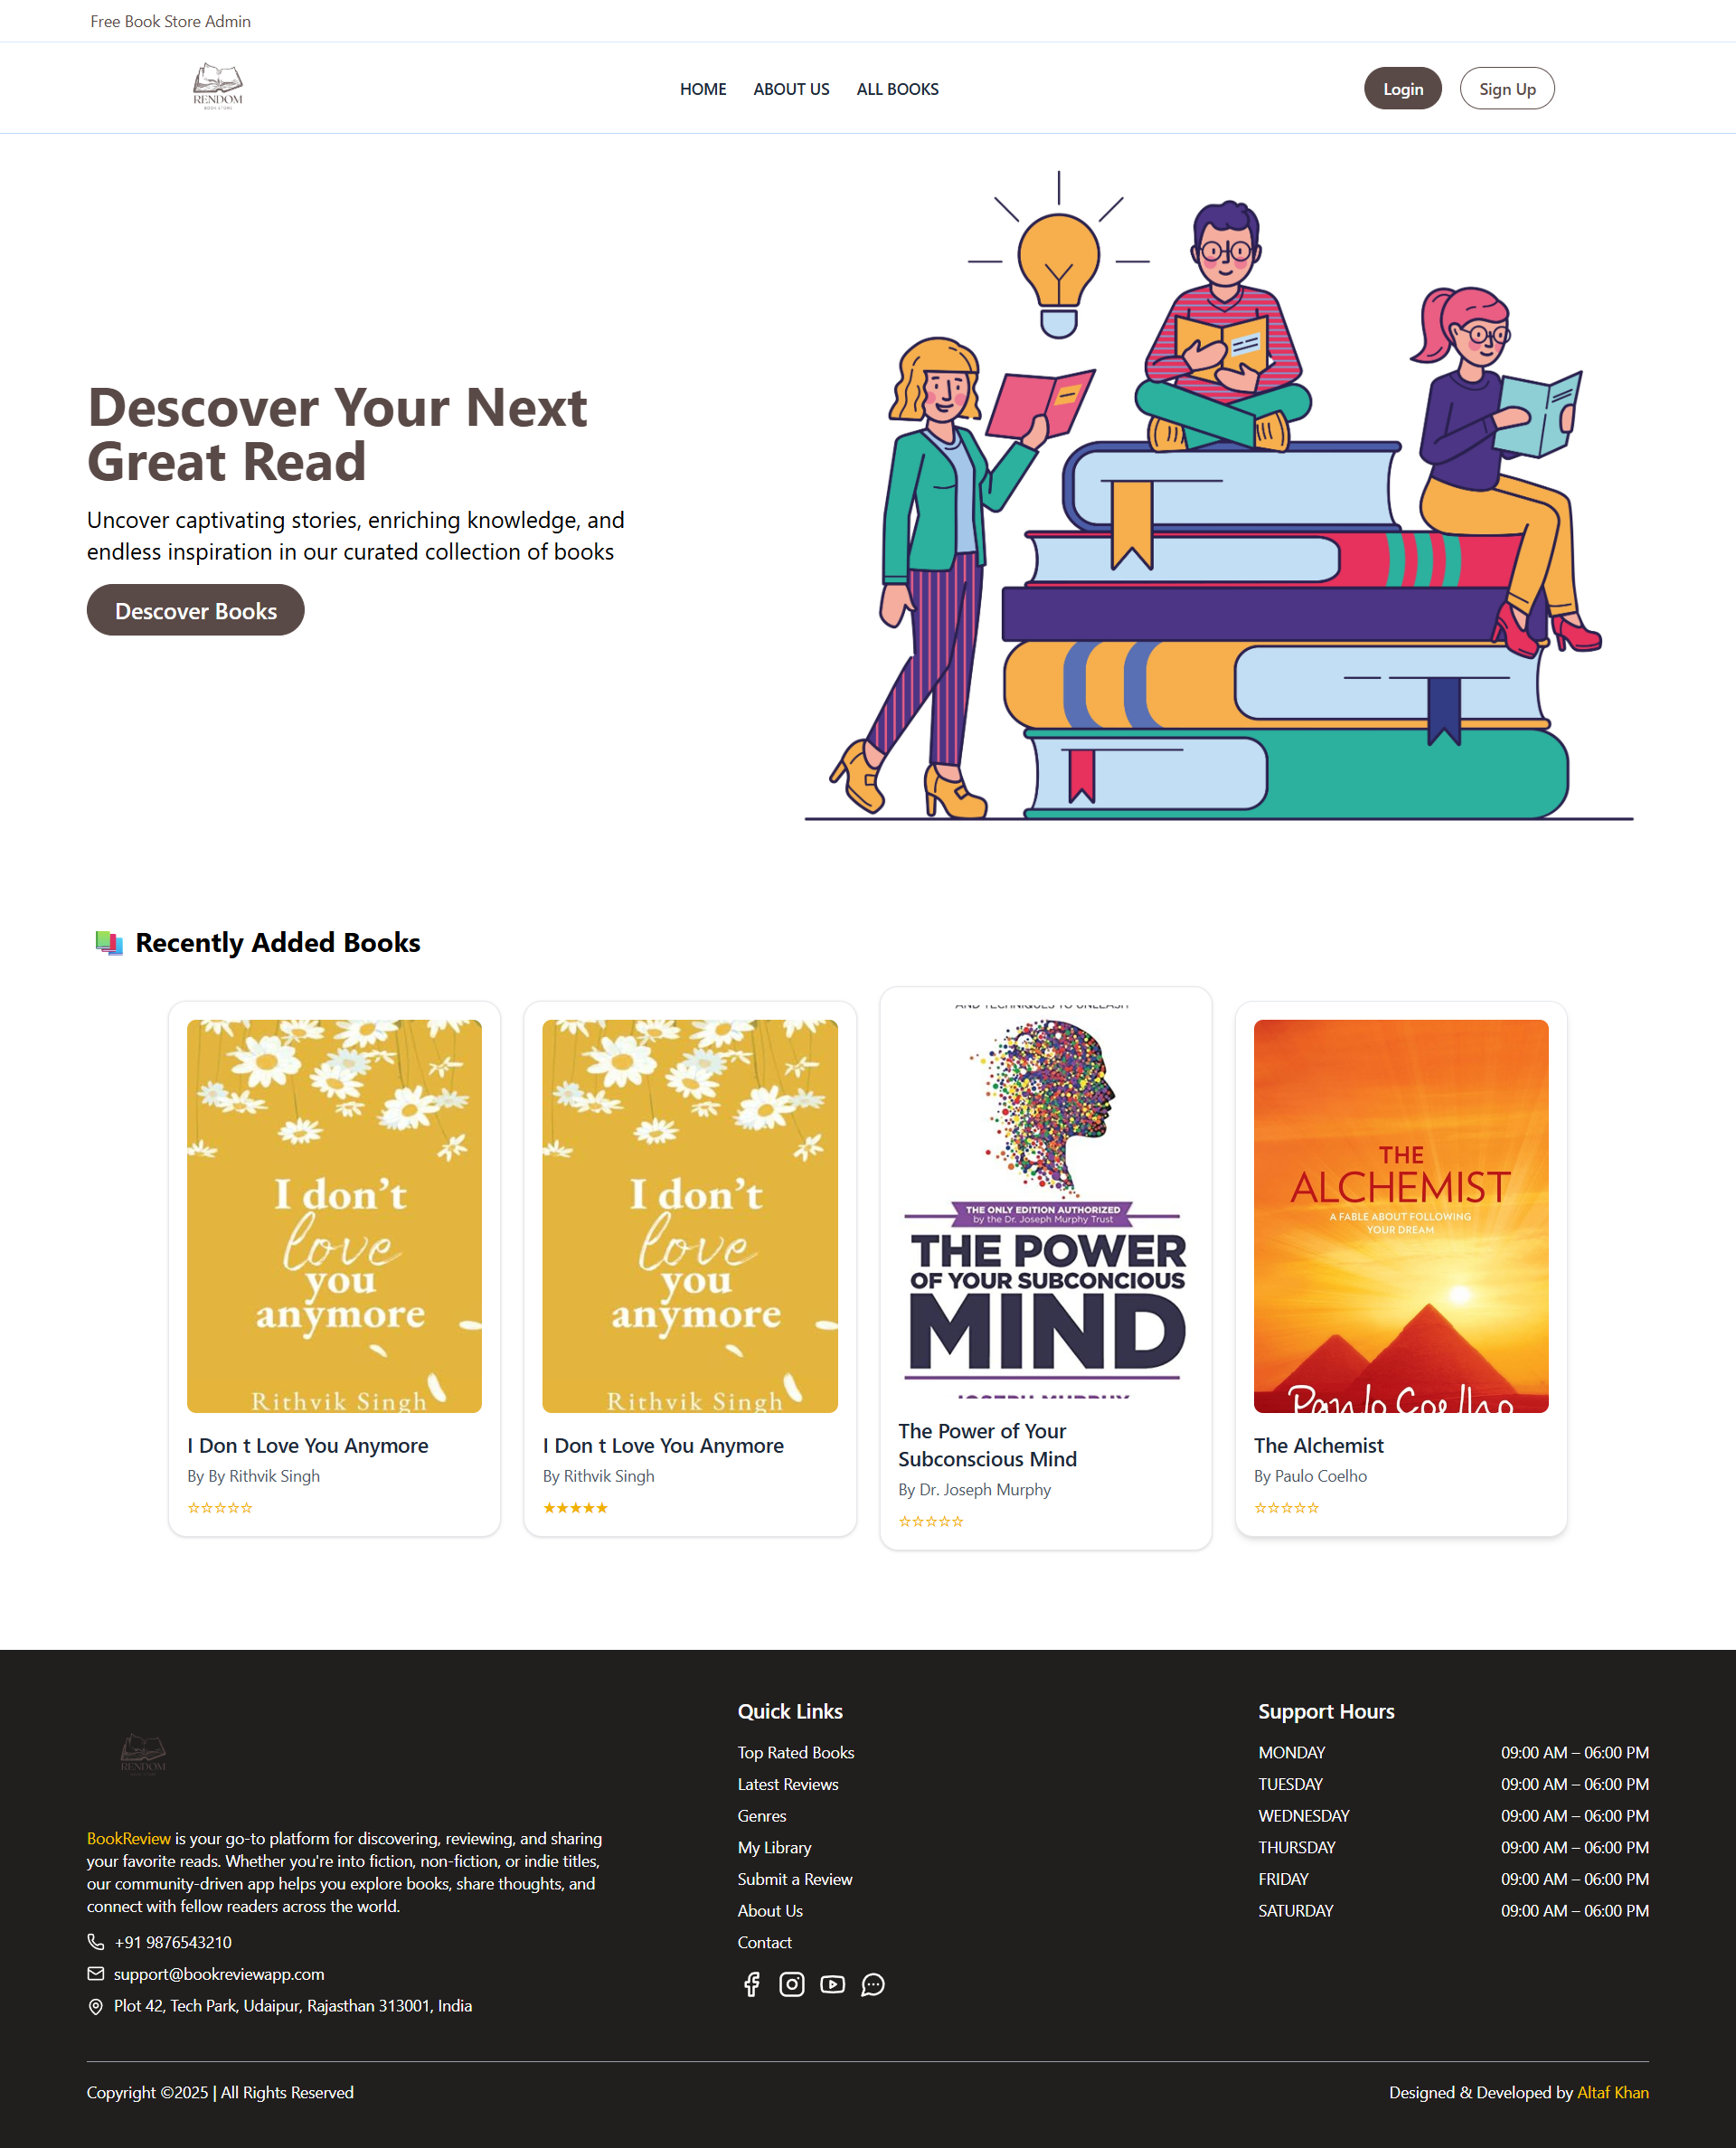 Free Book Store Admin
RENDOM
BOOK STORE
HOME
ABOUT US
ALL BOOKS
Login
Sign Up
Descover Your Next
Great Read
Uncover captivating stories, enriching knowledge, and
endless inspiration in our curated collection of books
Descover Books
Recently Added Books
I don't
love
you
anymore
Rithvik Singh
I Don t Love You Anymore
By By Rithvik Singh
I don't
love
you
anymore
Rithvik Singh
I Don t Love You Anymore
By Rithvik Singh
AND TECHNIQUES TO UNLEASH
THE ONLY EDITION AUTHORIZED
by the Dr. Joseph Murphy Trust
THE POWER
OF YOUR SUBCONCIOUS
MIND
JOSEPH MURPHY
The Power of Your
Subconscious Mind
By Dr. Joseph Murphy
THE
ALCHEMIST
A FABLE ABOUT FOLLOWING
YOUR DREAM
Paulo Coelho
The Alchemist
By Paulo Coelho
RENDOM
BookReview is your go-to platform for discovering, reviewing, and sharing
your favorite reads. Whether you're into fiction, non-fiction, or indie titles,
our community-driven app helps you explore books, share thoughts, and
connect with fellow readers across the world.
+91 9876543210
support@bookreviewapp.com
Plot 42, Tech Park, Udaipur, Rajasthan 313001, India
Quick Links
Top Rated Books
Latest Reviews
Genres
My Library
Submit a Review
About Us
Contact
Support Hours
MONDAY 09:00 AM – 06:00 PM
TUESDAY 09:00 AM – 06:00 PM
WEDNESDAY 09:00 AM – 06:00 PM
THURSDAY 09:00 AM – 06:00 PM
FRIDAY 09:00 AM – 06:00 PM
SATURDAY 09:00 AM – 06:00 PM
Copyright ©2025 | All Rights Reserved
Designed & Developed by Altaf Khan